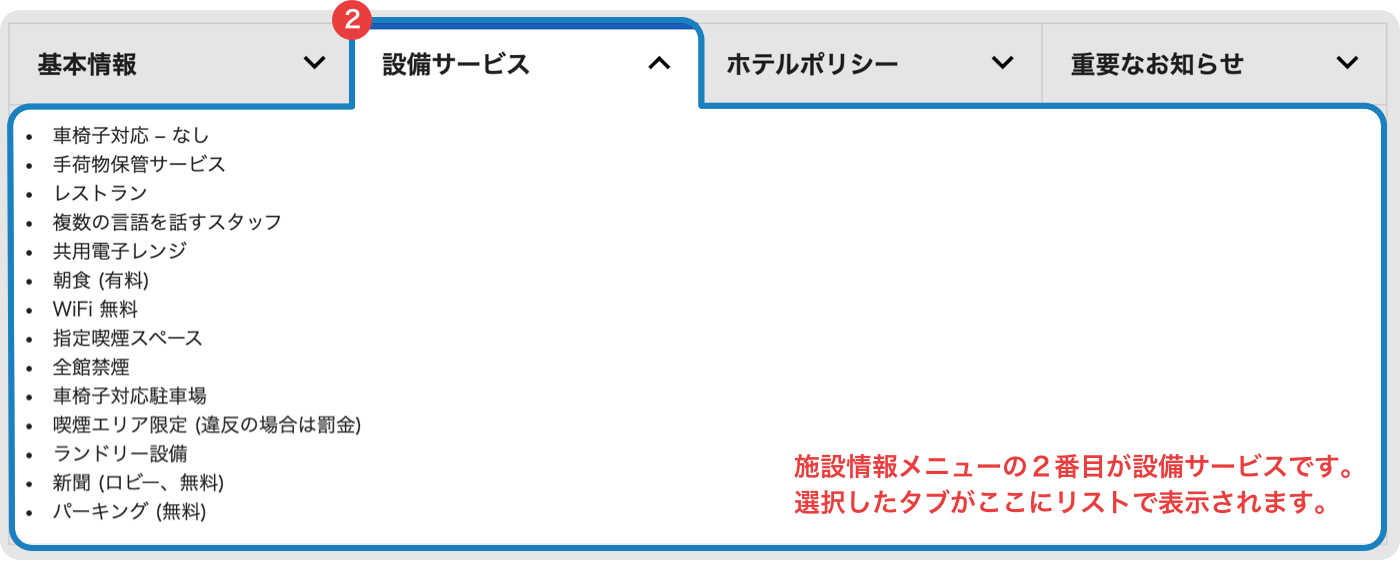 2
基本情報 設備サービス ホテルポリシー 重要なお知らせ
• 車椅子対応 – なし
• 手荷物保管サービス
• レストラン
• 複数の言語を話すスタッフ
• 共用電子レンジ
• 朝食 (有料)
• WiFi 無料
• 指定喫煙スペース
• 全館禁煙
• 車椅子対応駐車場
• 喫煙エリア限定 (違反の場合は罰金)
• ランドリー設備
• 新聞 (ロビー、無料)
• パーキング (無料)
施設情報メニューの２番目が設備サービスです。
選択したタブがここにリストで表示されます。